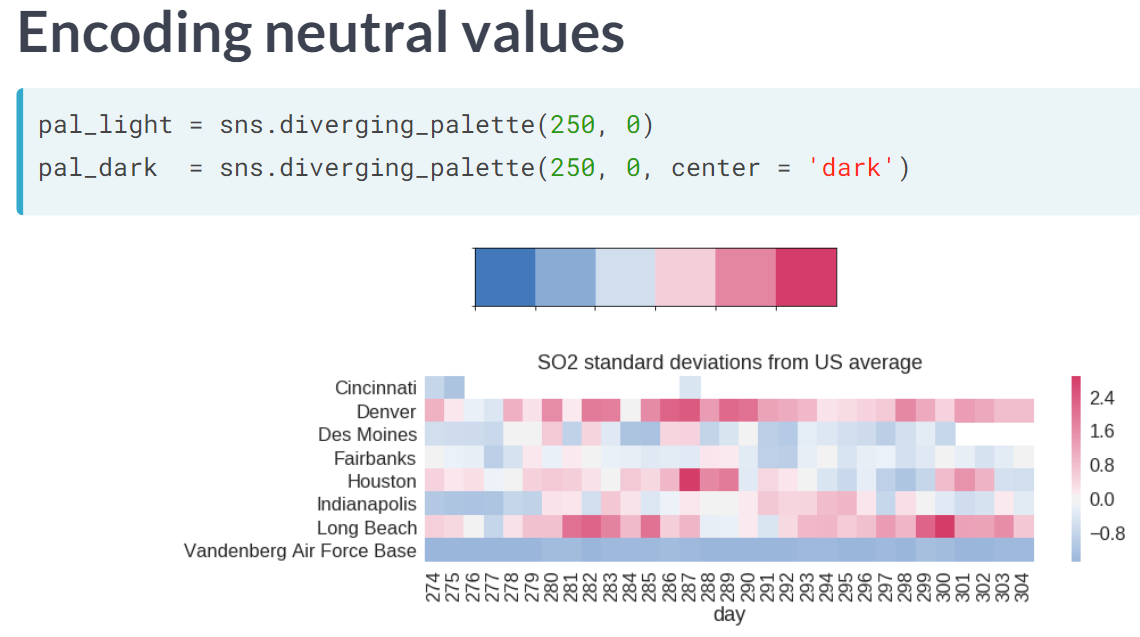 Encoding neutral values
pal_light = sns.diverging_palette(250, 0)
pal_dark  = sns.diverging_palette(250, 0, center = 'dark')
SO2 standard deviations from US average
Cincinnati
Denver
Des Moines
Fairbanks
Houston
Indianapolis
Long Beach
Vandenberg Air Force Base
2.4
1.6
0.8
0.0
−0.8
274 275 276 277 278 279 280 281 282 283 284 285 286 287 288 289 290 291 292 293 294 295 296 297 298 299 300 301 302 303 304
day